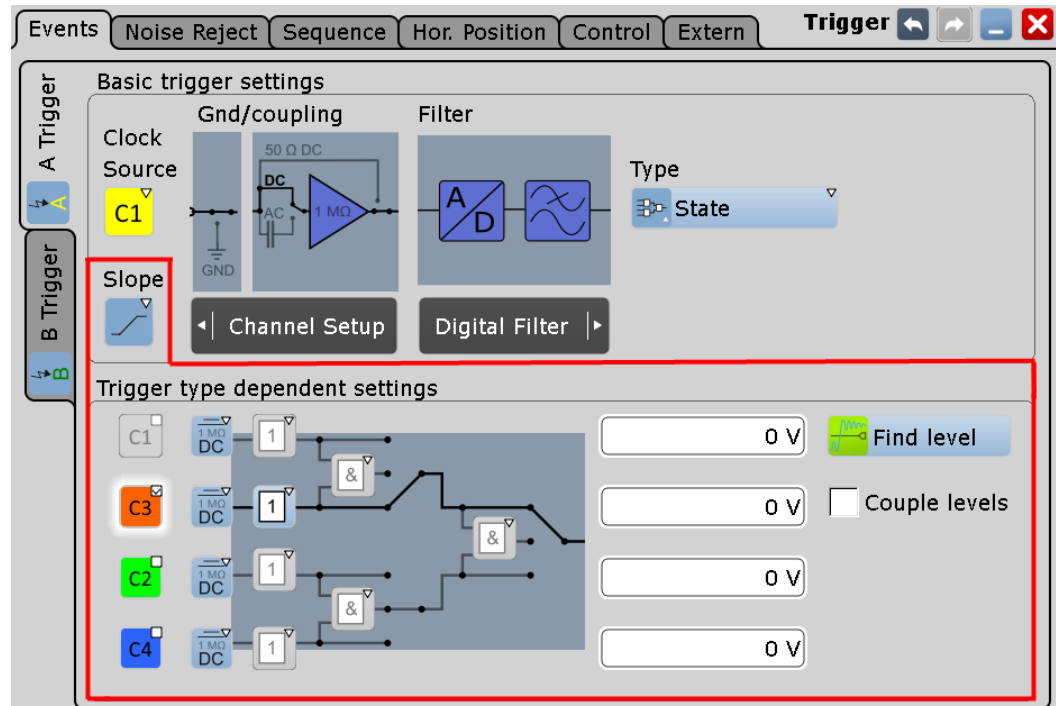 Events Noise Reject Sequence Hor. Position Control Extern Trigger
A Trigger
A
B Trigger
B
Basic trigger settings
Clock
Source
C1
Gnd/coupling
50 Ω DC
DC
AC
1 MΩ
GND
Filter
A
D
Type
State
Slope
Channel Setup
Digital Filter
Trigger type dependent settings
C1 1 MΩ DC 1 0 V Find level
&
C3 1 MΩ DC 1 0 V Couple levels
&
C2 1 MΩ DC 1 0 V
&
C4 1 MΩ DC 1 0 V